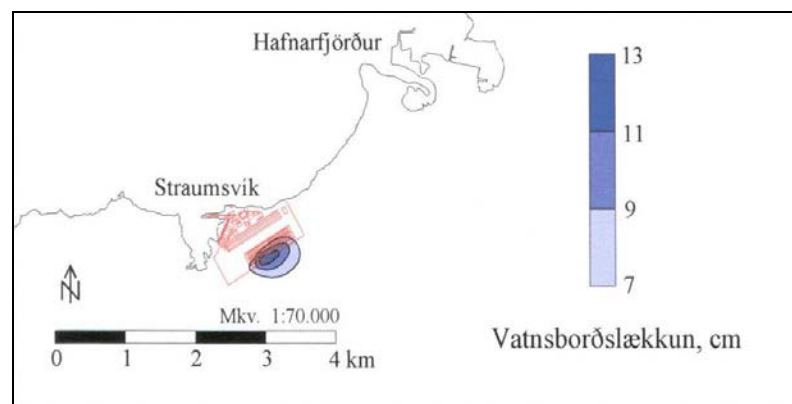 Hafnarfjörður
Straumsvík
N
Mkv. 1:70.000
0 1 2 3 4 km
13
11
9
7
Vatnsborðslækkun, cm